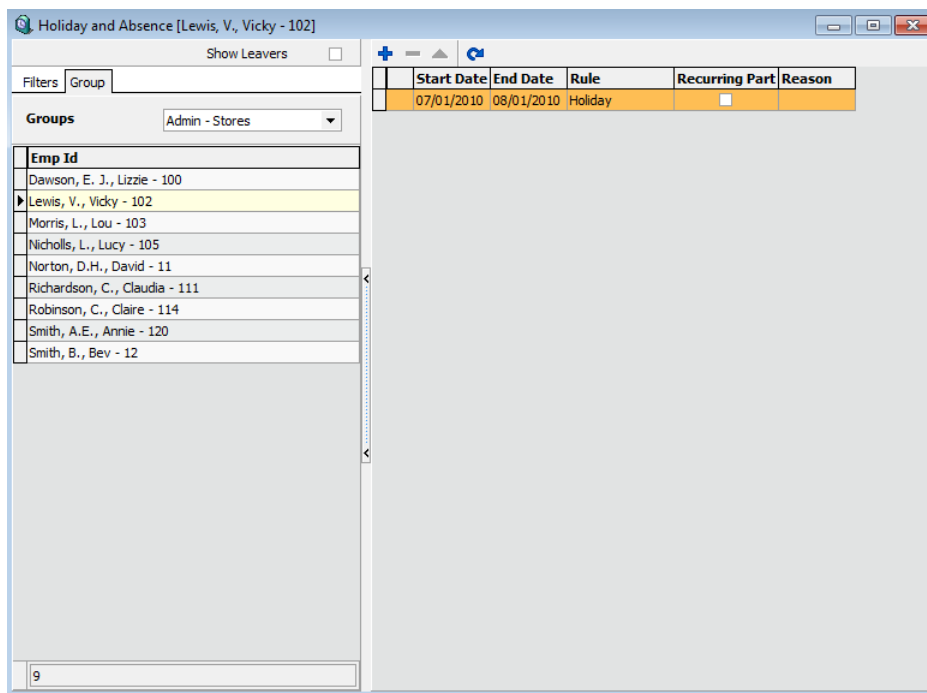 Holiday and Absence [Lewis, V., Vicky - 102]
Show Leavers
Filters Group
Groups Admin - Stores
Emp Id
Dawson, E. J., Lizzie - 100
Lewis, V., Vicky - 102
Morris, L., Lou - 103
Nicholls, L., Lucy - 105
Norton, D.H., David - 11
Richardson, C., Claudia - 111
Robinson, C., Claire - 114
Smith, A.E., Annie - 120
Smith, B., Bev - 12
9
Start Date End Date Rule Recurring Part Reason
07/01/2010 08/01/2010 Holiday